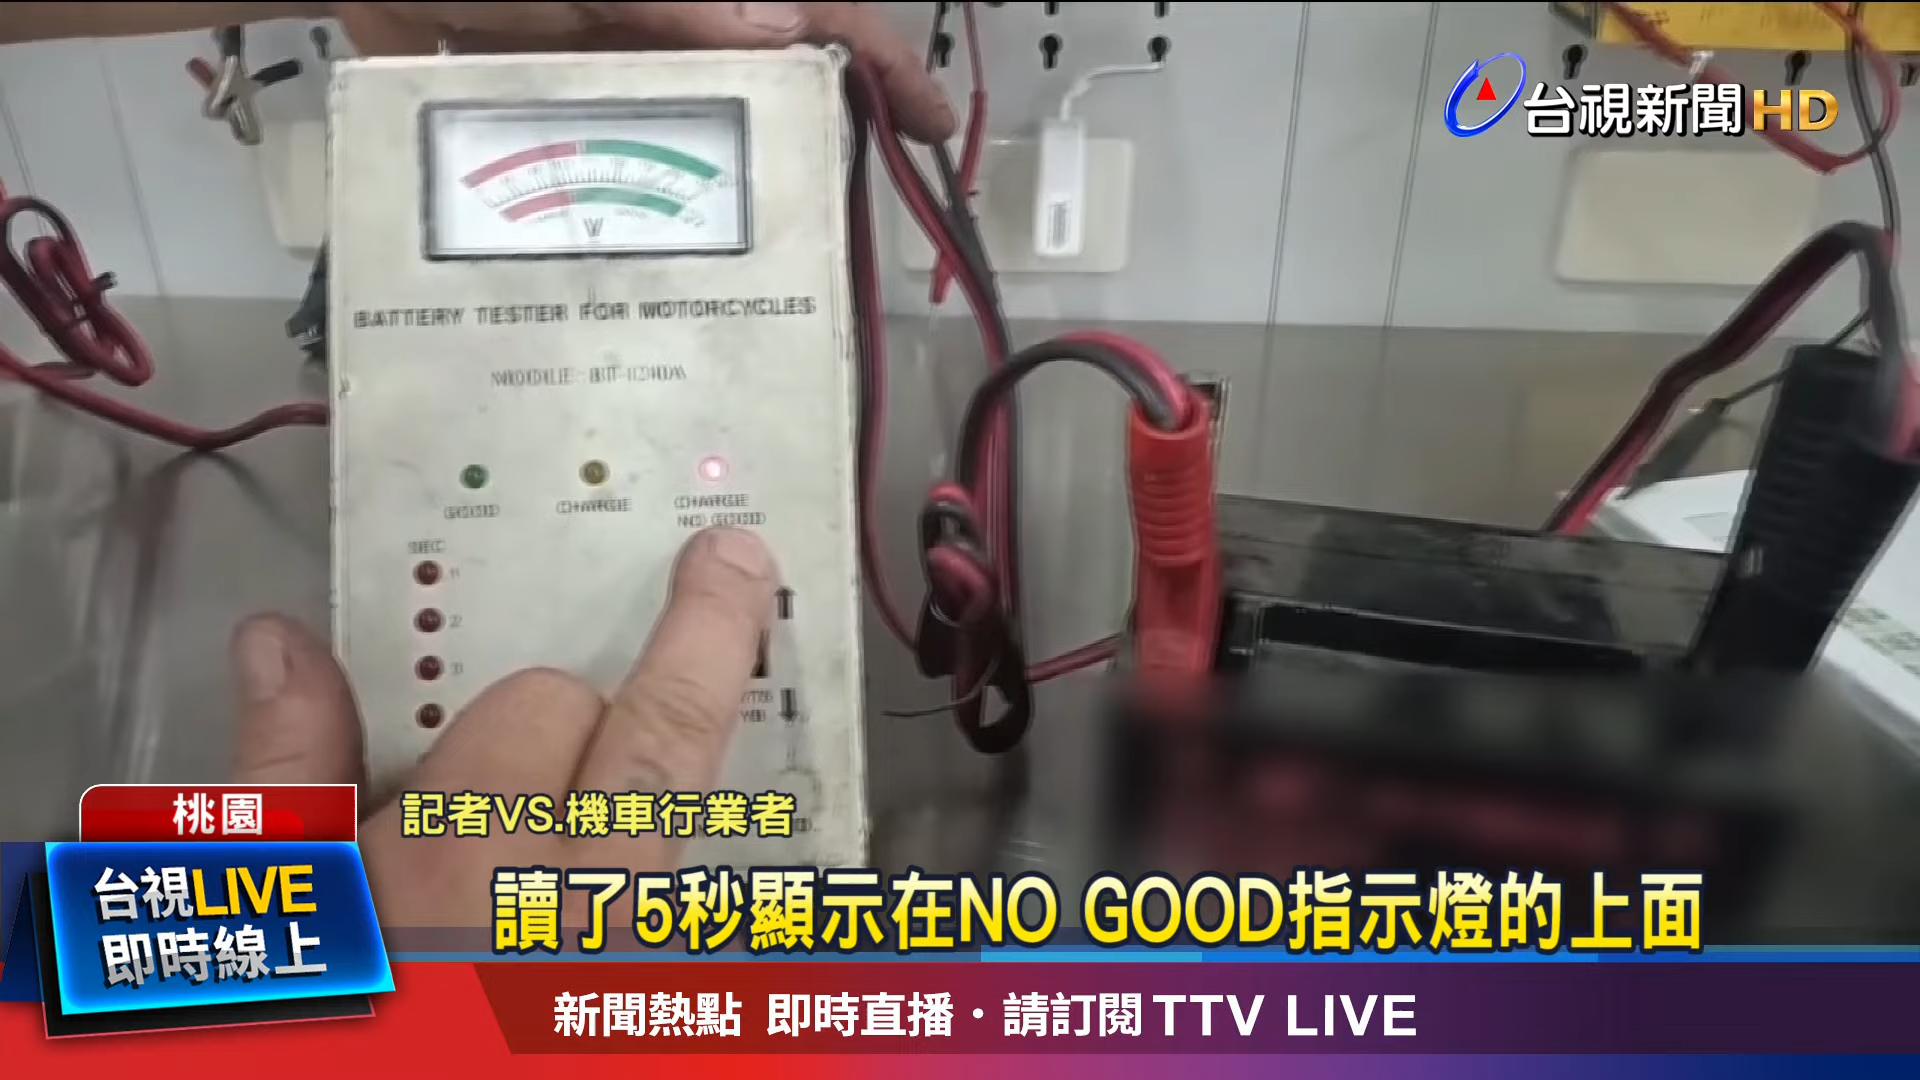 台視新聞HD
V
BATTERY TESTER FOR MOTORCYCLES
GOOD
CHARGE
CHARGE
NO GOOD
SEC
桃園
記者VS.機車行業者
台視LIVE
即時線上
讀了5秒顯示在NO GOOD指示燈的上面
新聞熱點 即時直播·請訂閱TTV LIVE